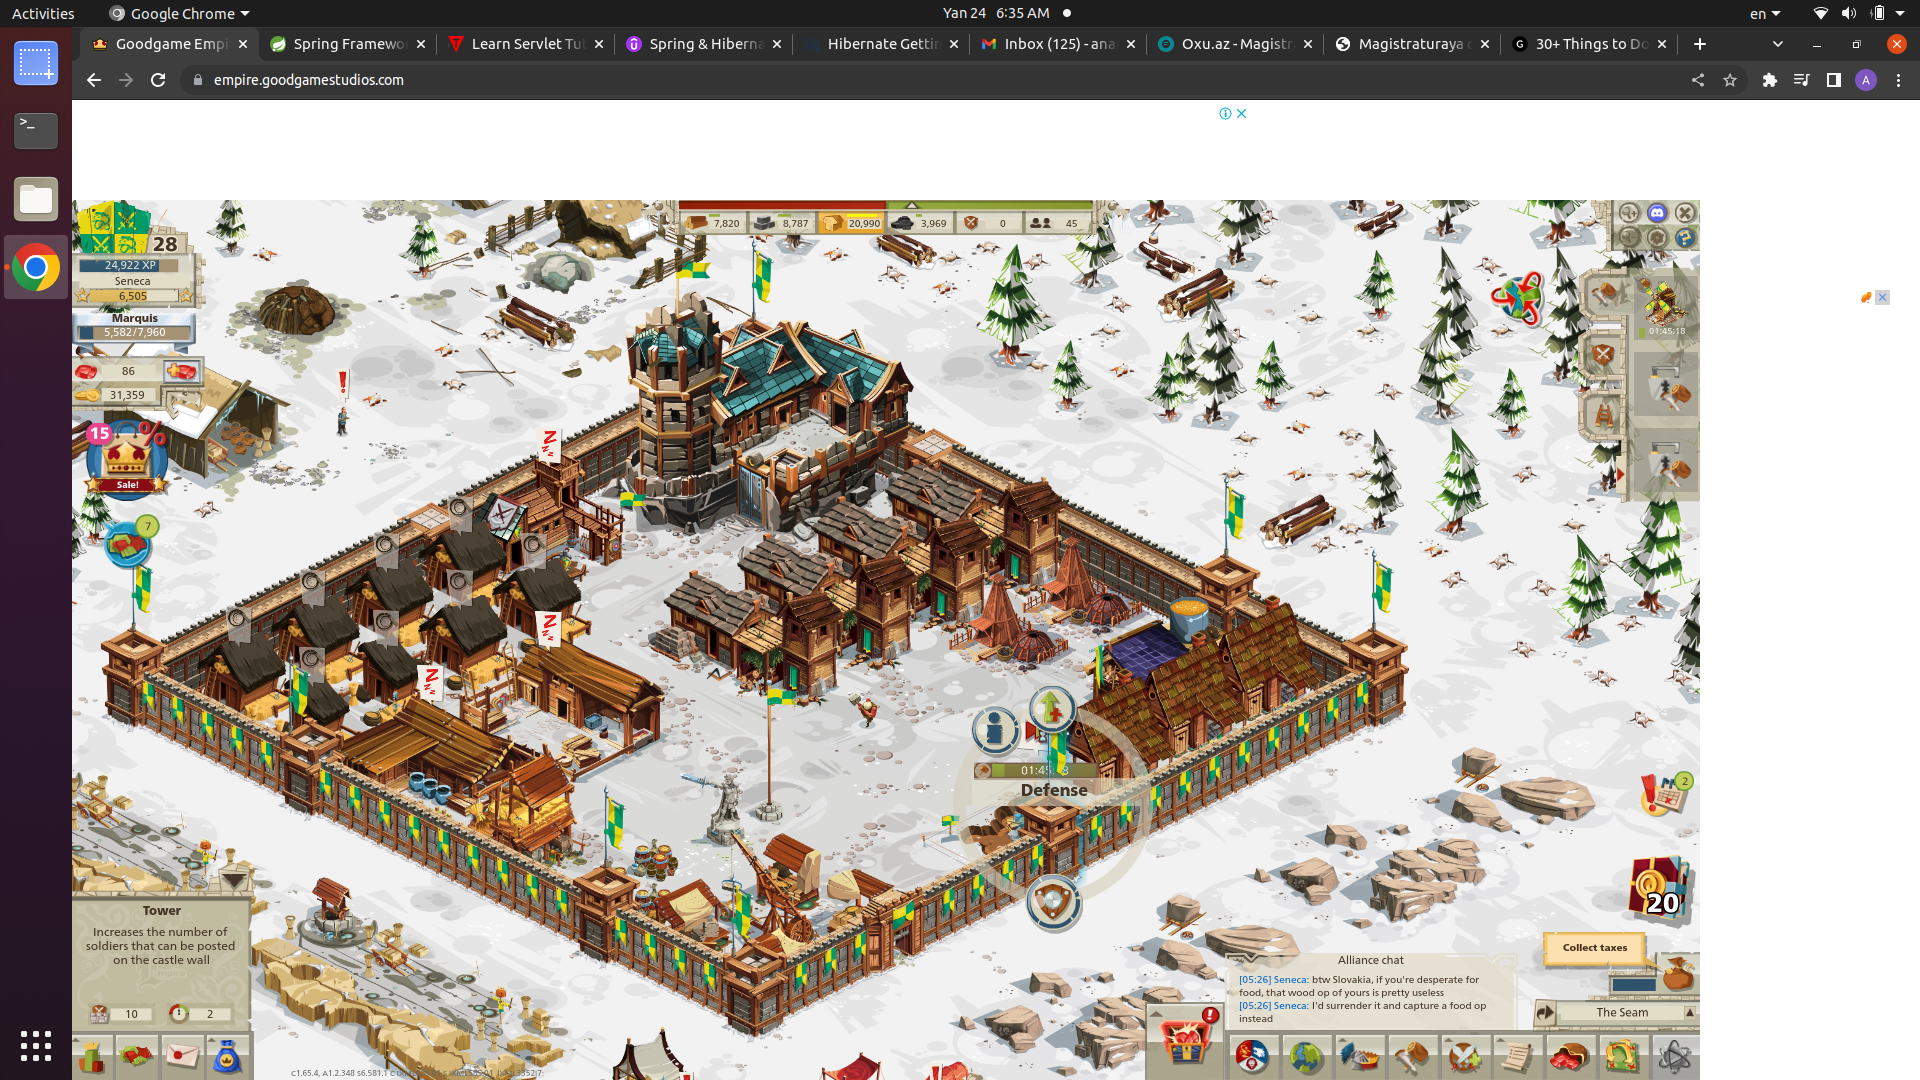 Activities
Google Chrome
Yan 24 6:35 AM
en
Goodgame Empi
Spring Framewo
Learn Servlet Tu
Spring & Hiberna
Hibernate Gettin
Inbox (125) - ana
Oxu.az - Magistr
Magistraturaya
30+ Things to Do
empire.goodgamestudios.com
A
28
24,922 XP
Seneca
6,505
Marquis
5,582/7,960
86
31,359
15
Sale!
7
7,820
8,787
20,990
3,969
0
45
01:45:18
Defense
2
20
Collect taxes
The Seam
Tower
Increases the number of
soldiers that can be posted
on the castle wall
10
2
Alliance chat
[05:26] Seneca: btw Slovakia, if you're desperate for
food, that wood op of yours is pretty useless
[05:26] Seneca: I'd surrender it and capture a food op
instead